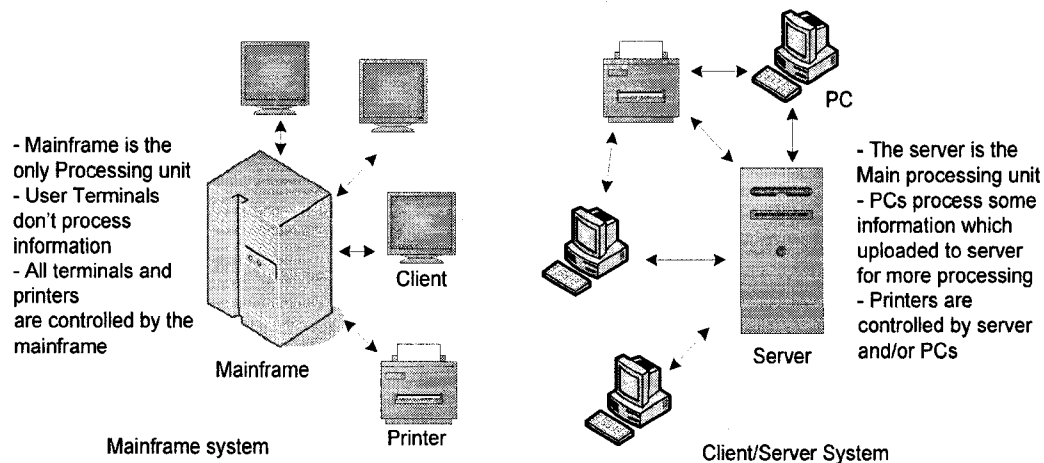 - Mainframe is the
only Processing unit
- User Terminals
don't process
information
- All terminals and
printers
are controlled by the
mainframe
Client
Mainframe
Printer
Mainframe system
PC
- The server is the
Main processing unit
- PCs process some
information which
uploaded to server
for more processing
- Printers are
controlled by server
and/or PCs
Server
Client/Server System